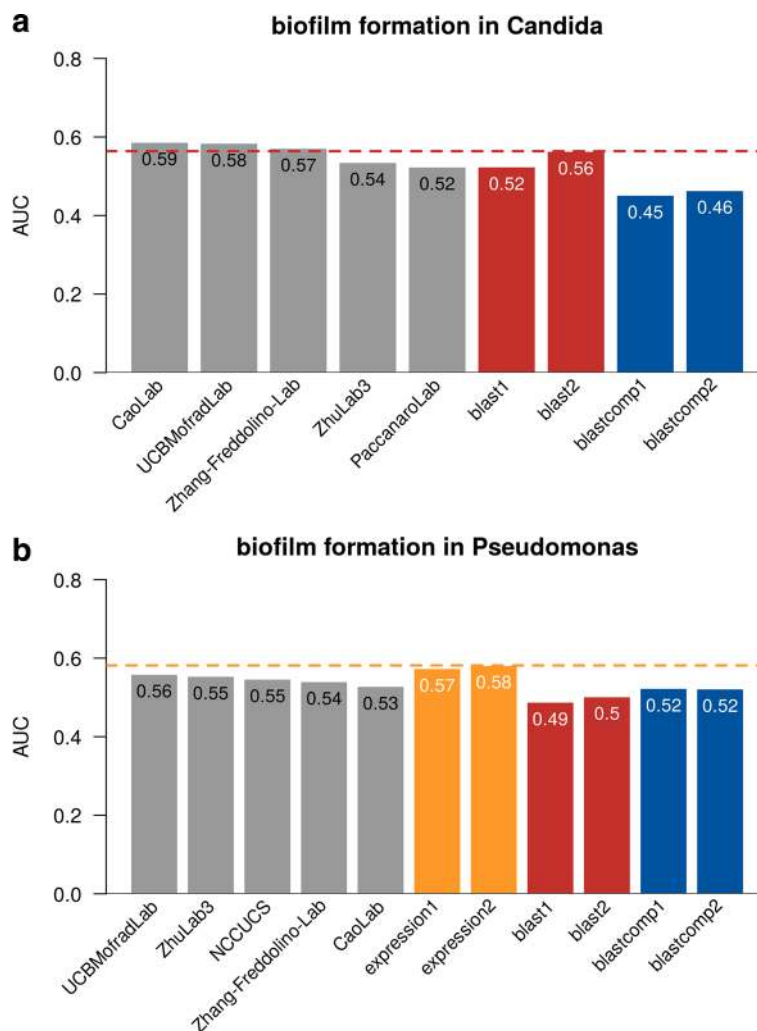 a
biofilm formation in Candida
0.8
0.6
0.4
0.2
0.0
AUC
0.59
0.58
0.57
0.54
0.52
0.52
0.56
0.45
0.46
CaoLab
UCBMofradLab
Zhang-Freddolino-Lab
ZhuLab3
PaccanaroLab
blast1
blast2
blastcomp1
blastcomp2
b
biofilm formation in Pseudomonas
0.8
0.6
0.4
0.2
0.0
AUC
0.56
0.55
0.55
0.54
0.53
0.57
0.58
0.49
0.5
0.52
0.52
UCBMofradLab
ZhuLab3
NCCUCS
Zhang-Freddolino-Lab
CaoLab
expression1
expression2
blast1
blast2
blastcomp1
blastcomp2